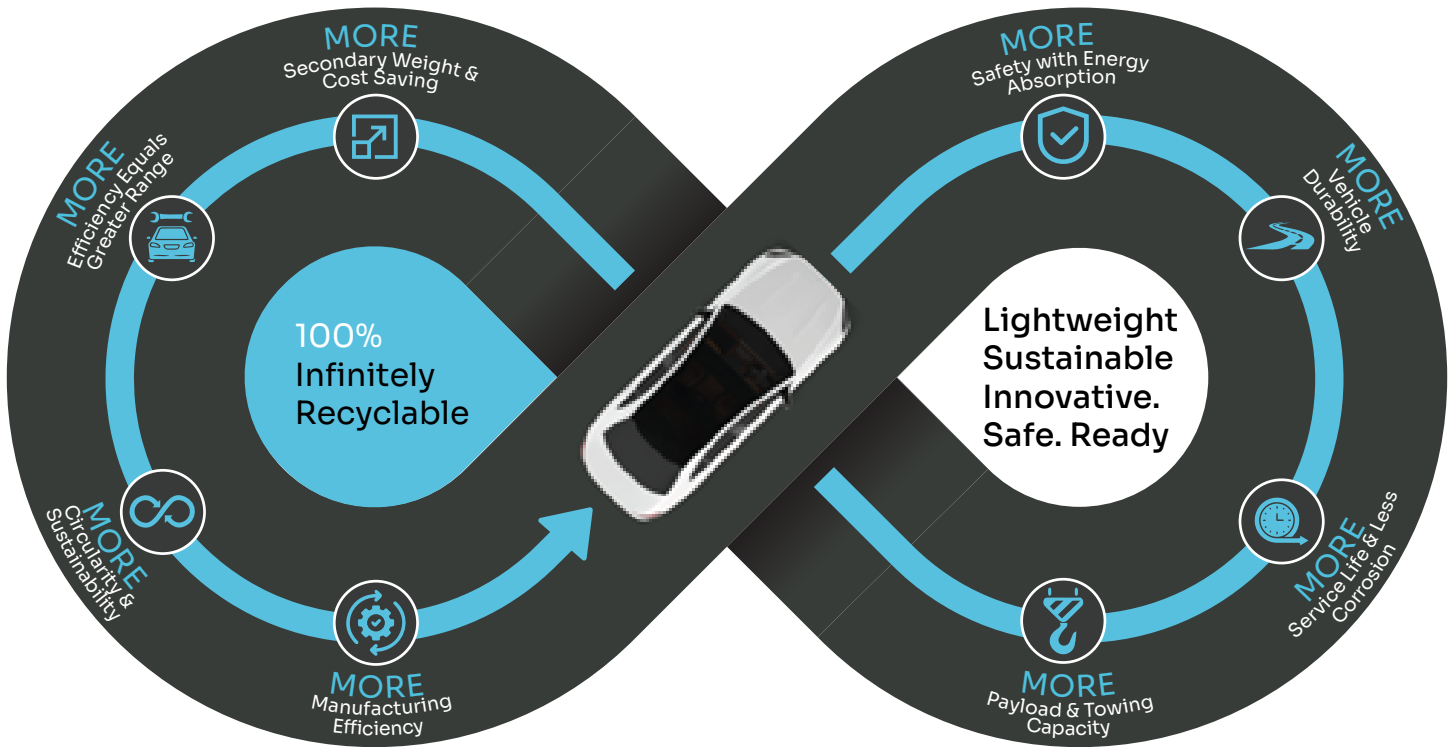 MORE
Secondary Weight &
Cost Saving
MORE
Efficiency Equals
Greater Range
100%
Infinitely
Recyclable
MORE
Circularity &
Sustainability
MORE
Manufacturing
Efficiency
MORE
Safety with Energy
Absorption
MORE
Vehicle
Durability
Lightweight
Sustainable
Innovative.
Safe. Ready
MORE
Service Life & Less
Corrosion
MORE
Payload & Towing
Capacity